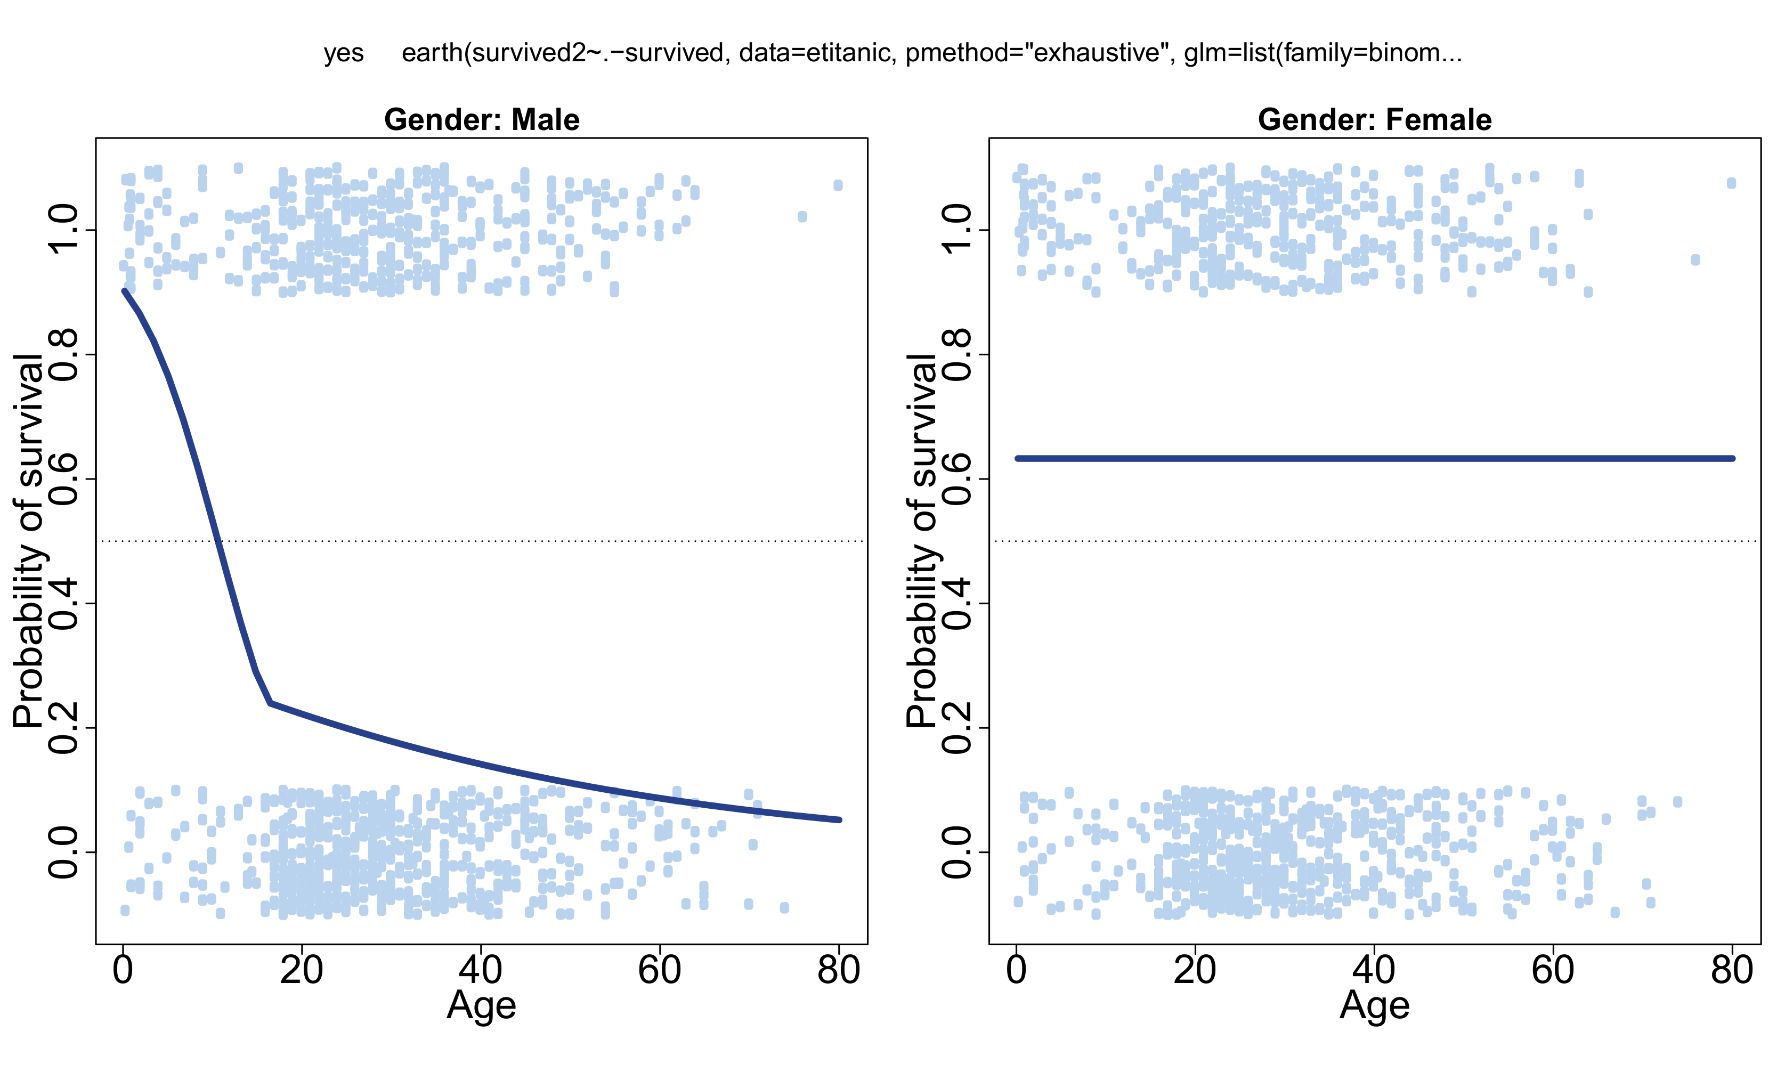 yes earth(survived2~.−survived, data=etitanic, pmethod="exhaustive", glm=list(family=binom...
Gender: Male
Probability of survival
1.0
0.8
0.6
0.4
0.2
0.0
0 20 40 60 80
Age
Gender: Female
Probability of survival
1.0
0.8
0.6
0.4
0.2
0.0
0 20 40 60 80
Age